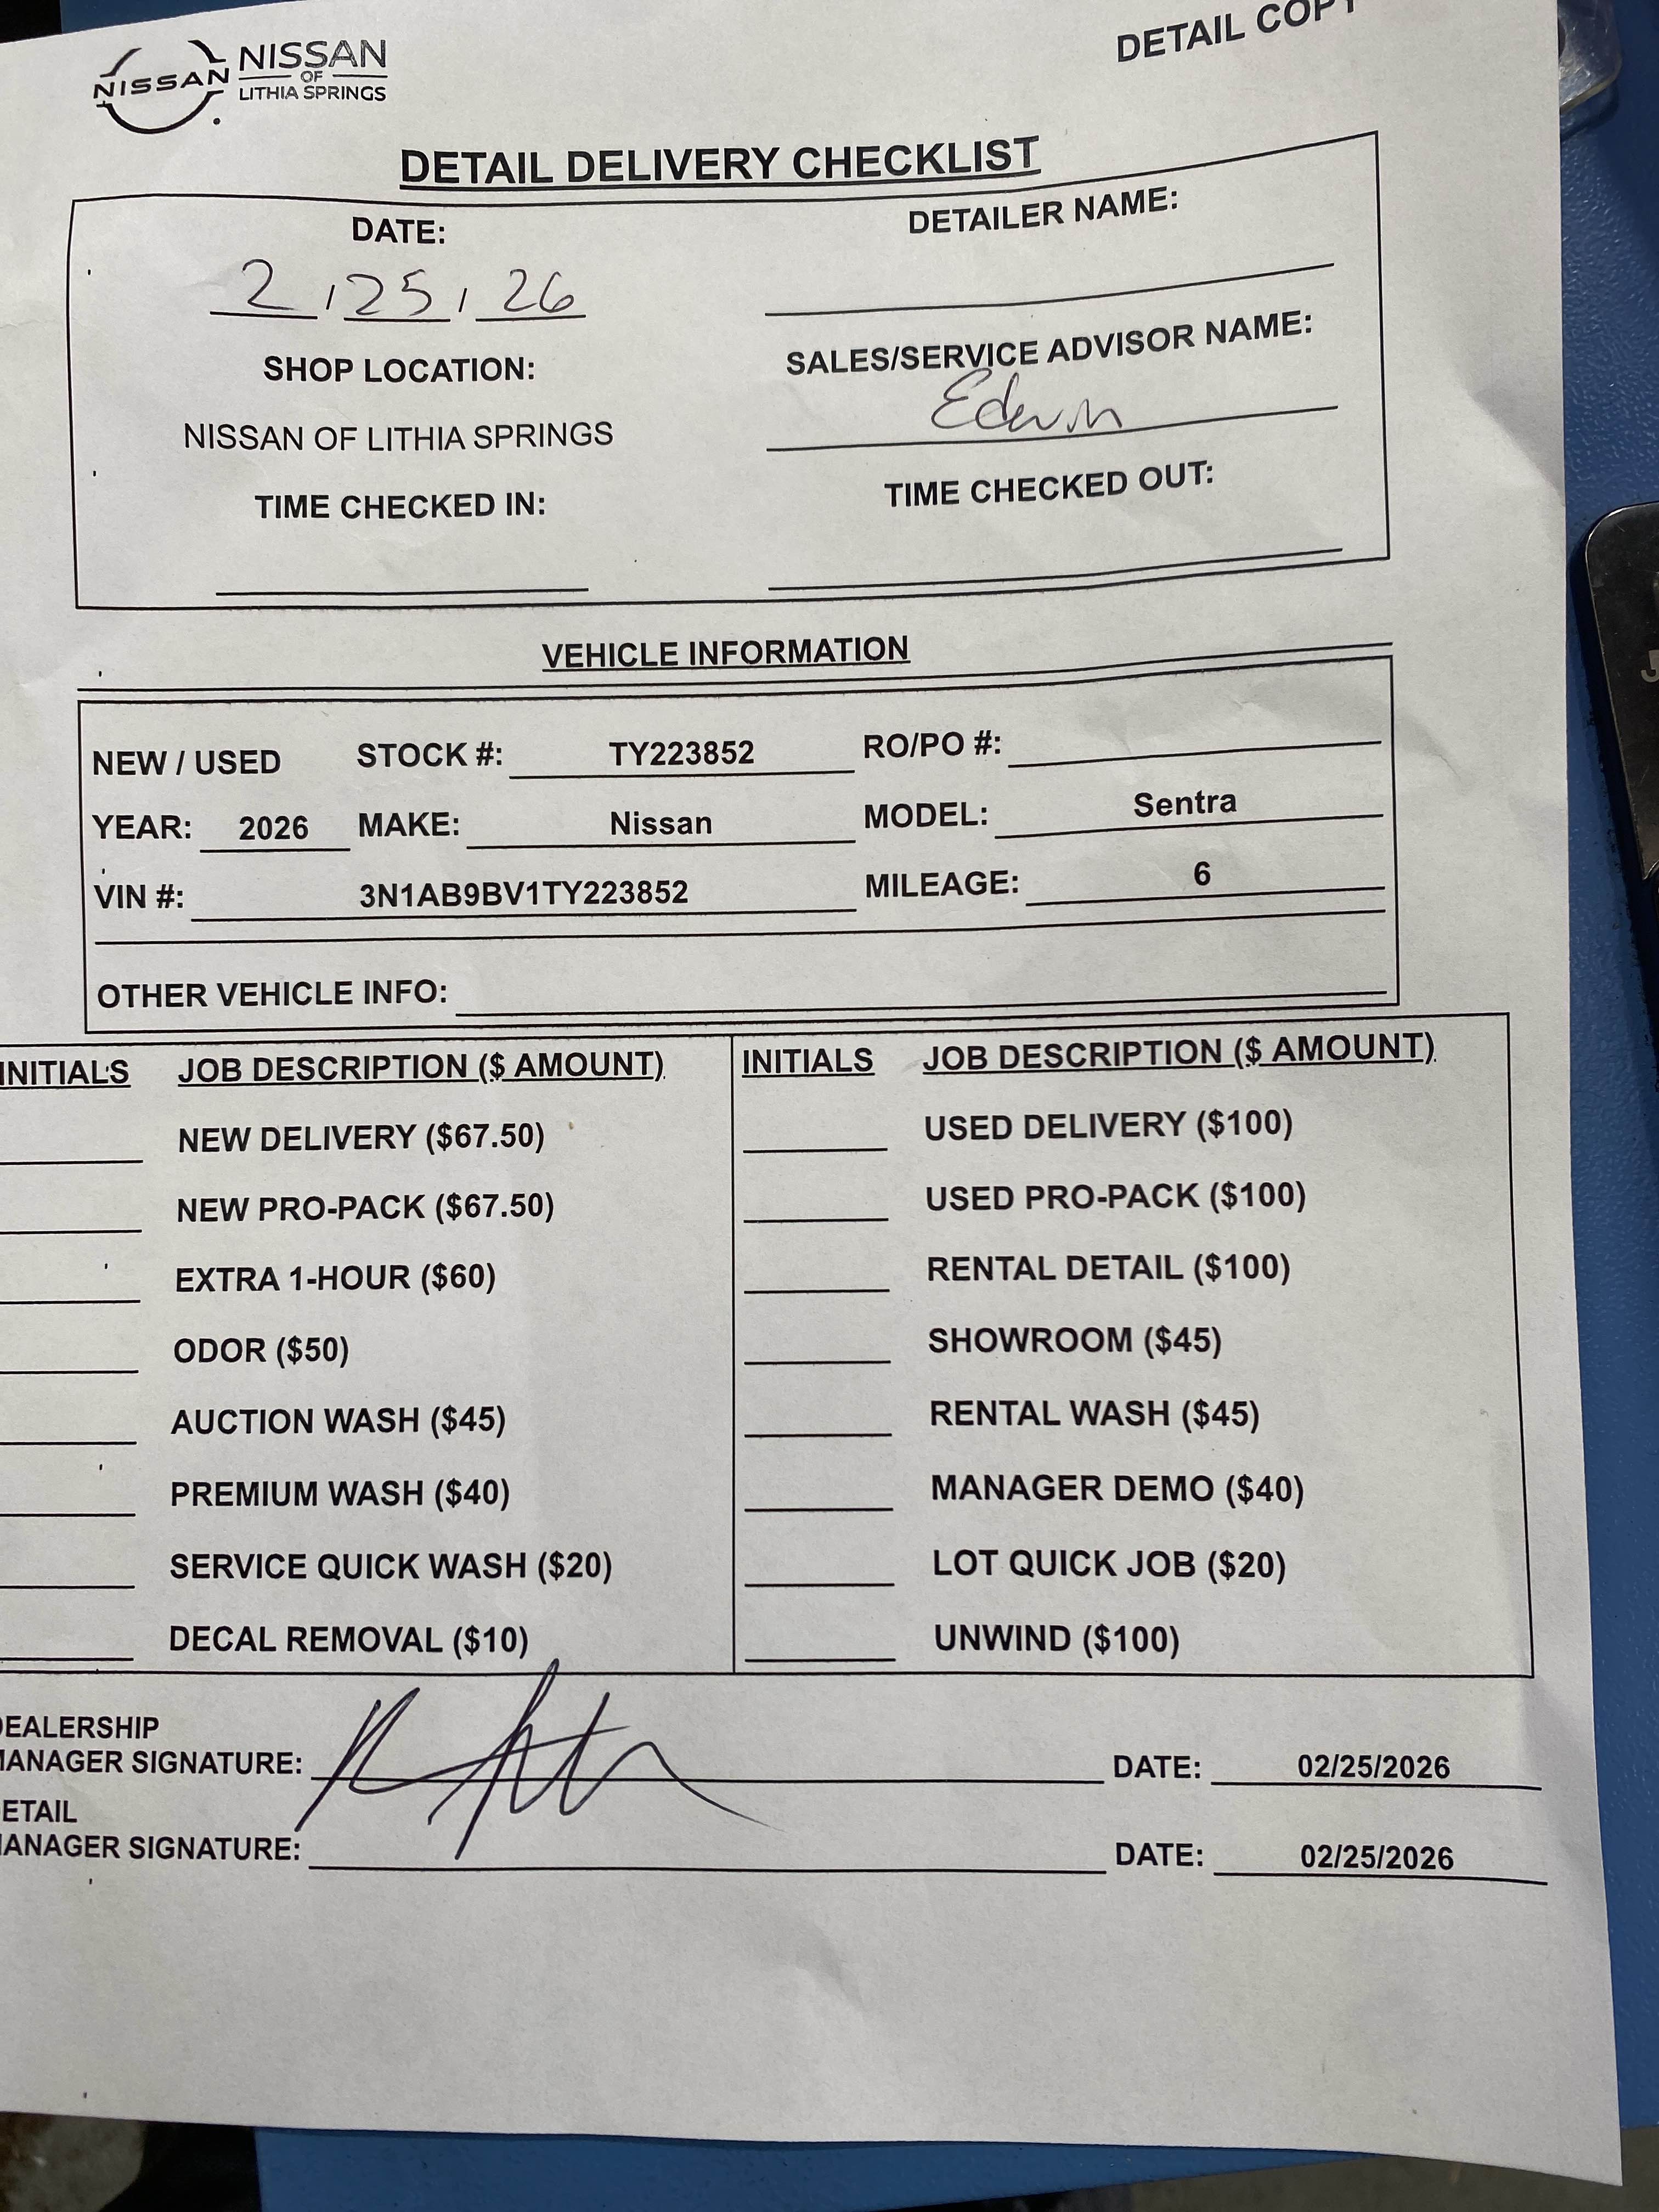 DETAIL COPY
NISSAN NISSAN
OF
LITHIA SPRINGS
DETAIL DELIVERY CHECKLIST
DATE: DETAILER NAME:
2 / 25 / 26
SHOP LOCATION: SALES/SERVICE ADVISOR NAME:
NISSAN OF LITHIA SPRINGS Edwin
TIME CHECKED IN: TIME CHECKED OUT:
VEHICLE INFORMATION
NEW / USED STOCK #: TY223852 RO/PO #:
YEAR: 2026 MAKE: Nissan MODEL: Sentra
VIN #: 3N1AB9BV1TY223852 MILEAGE: 6
OTHER VEHICLE INFO:
INITIALS JOB DESCRIPTION ($ AMOUNT) INITIALS JOB DESCRIPTION ($ AMOUNT)
NEW DELIVERY ($67.50) USED DELIVERY ($100)
NEW PRO-PACK ($67.50) USED PRO-PACK ($100)
EXTRA 1-HOUR ($60) RENTAL DETAIL ($100)
ODOR ($50) SHOWROOM ($45)
AUCTION WASH ($45) RENTAL WASH ($45)
PREMIUM WASH ($40) MANAGER DEMO ($40)
SERVICE QUICK WASH ($20) LOT QUICK JOB ($20)
DECAL REMOVAL ($10) UNWIND ($100)
EALERSHIP
ANAGER SIGNATURE: DATE: 02/25/2026
ETAIL
ANAGER SIGNATURE: DATE: 02/25/2026